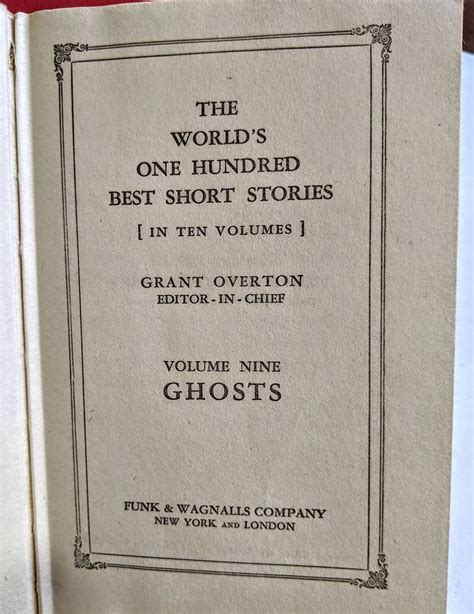 THE
WORLD'S
ONE HUNDRED
BEST SHORT STORIES
[ IN TEN VOLUMES ]
GRANT OVERTON
EDITOR-IN-CHIEF
VOLUME NINE
GHOSTS
FUNK & WAGNALLS COMPANY
NEW YORK AND LONDON